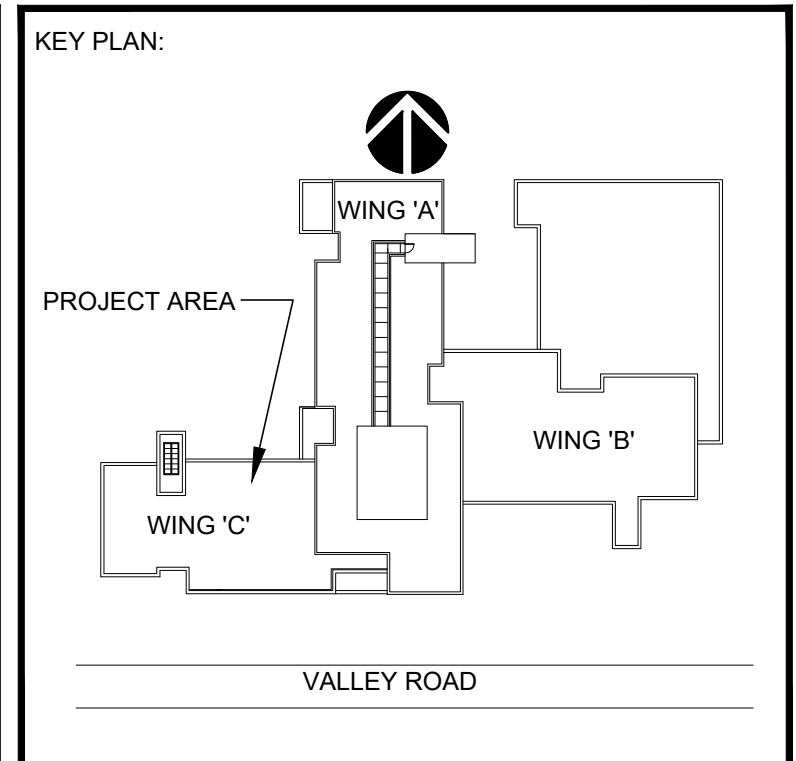 KEY PLAN:
WING 'A'
PROJECT AREA
WING 'B'
WING 'C'
VALLEY ROAD